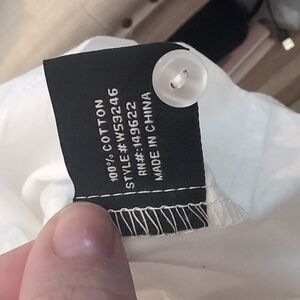 100% COTTON
STYLE#W53246
RN#:149622
MADE IN CHINA